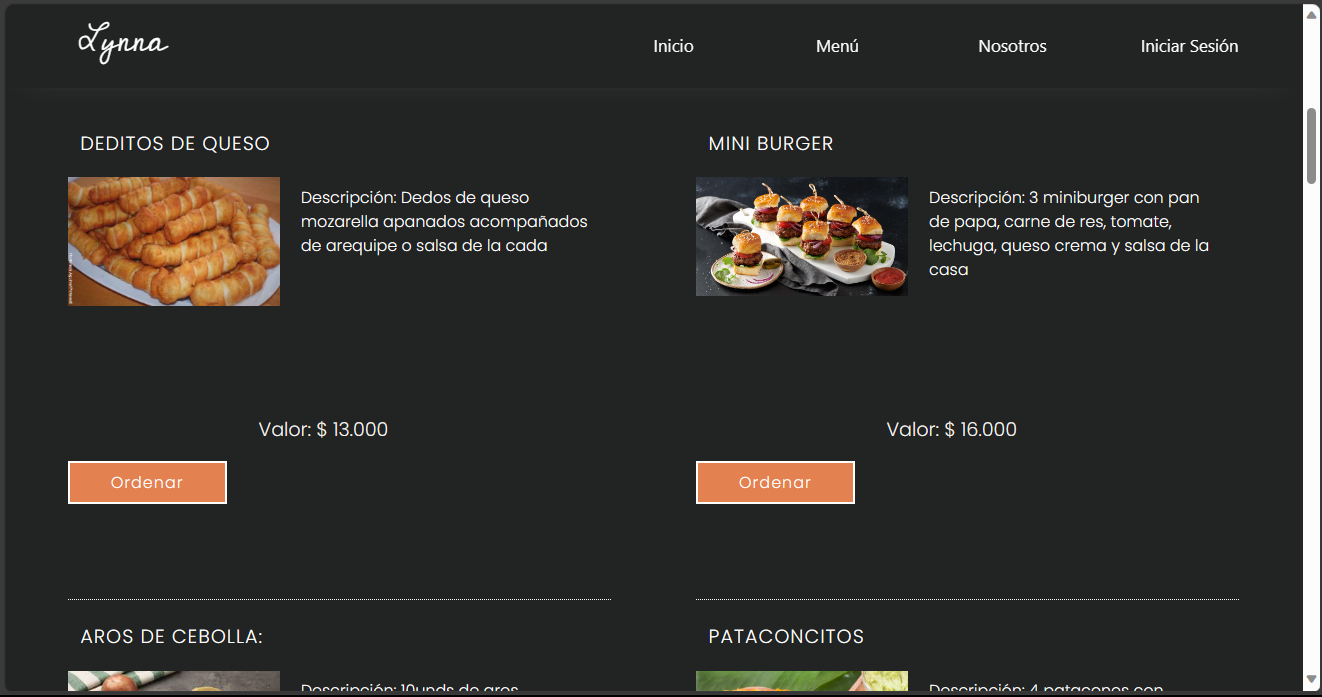 Lynna
Inicio
Menú
Nosotros
Iniciar Sesión
DEDITOS DE QUESO
Descripción: Dedos de queso
mozarella apanados acompañados
de arequipe o salsa de la cada
Valor: $ 13.000
Ordenar
MINI BURGER
Descripción: 3 miniburger con pan
de papa, carne de res, tomate,
lechuga, queso crema y salsa de la
casa
Valor: $ 16.000
Ordenar
AROS DE CEBOLLA:
Descripción: 10unds de aros
PATACONCITOS
Descripción: 4 patacones con